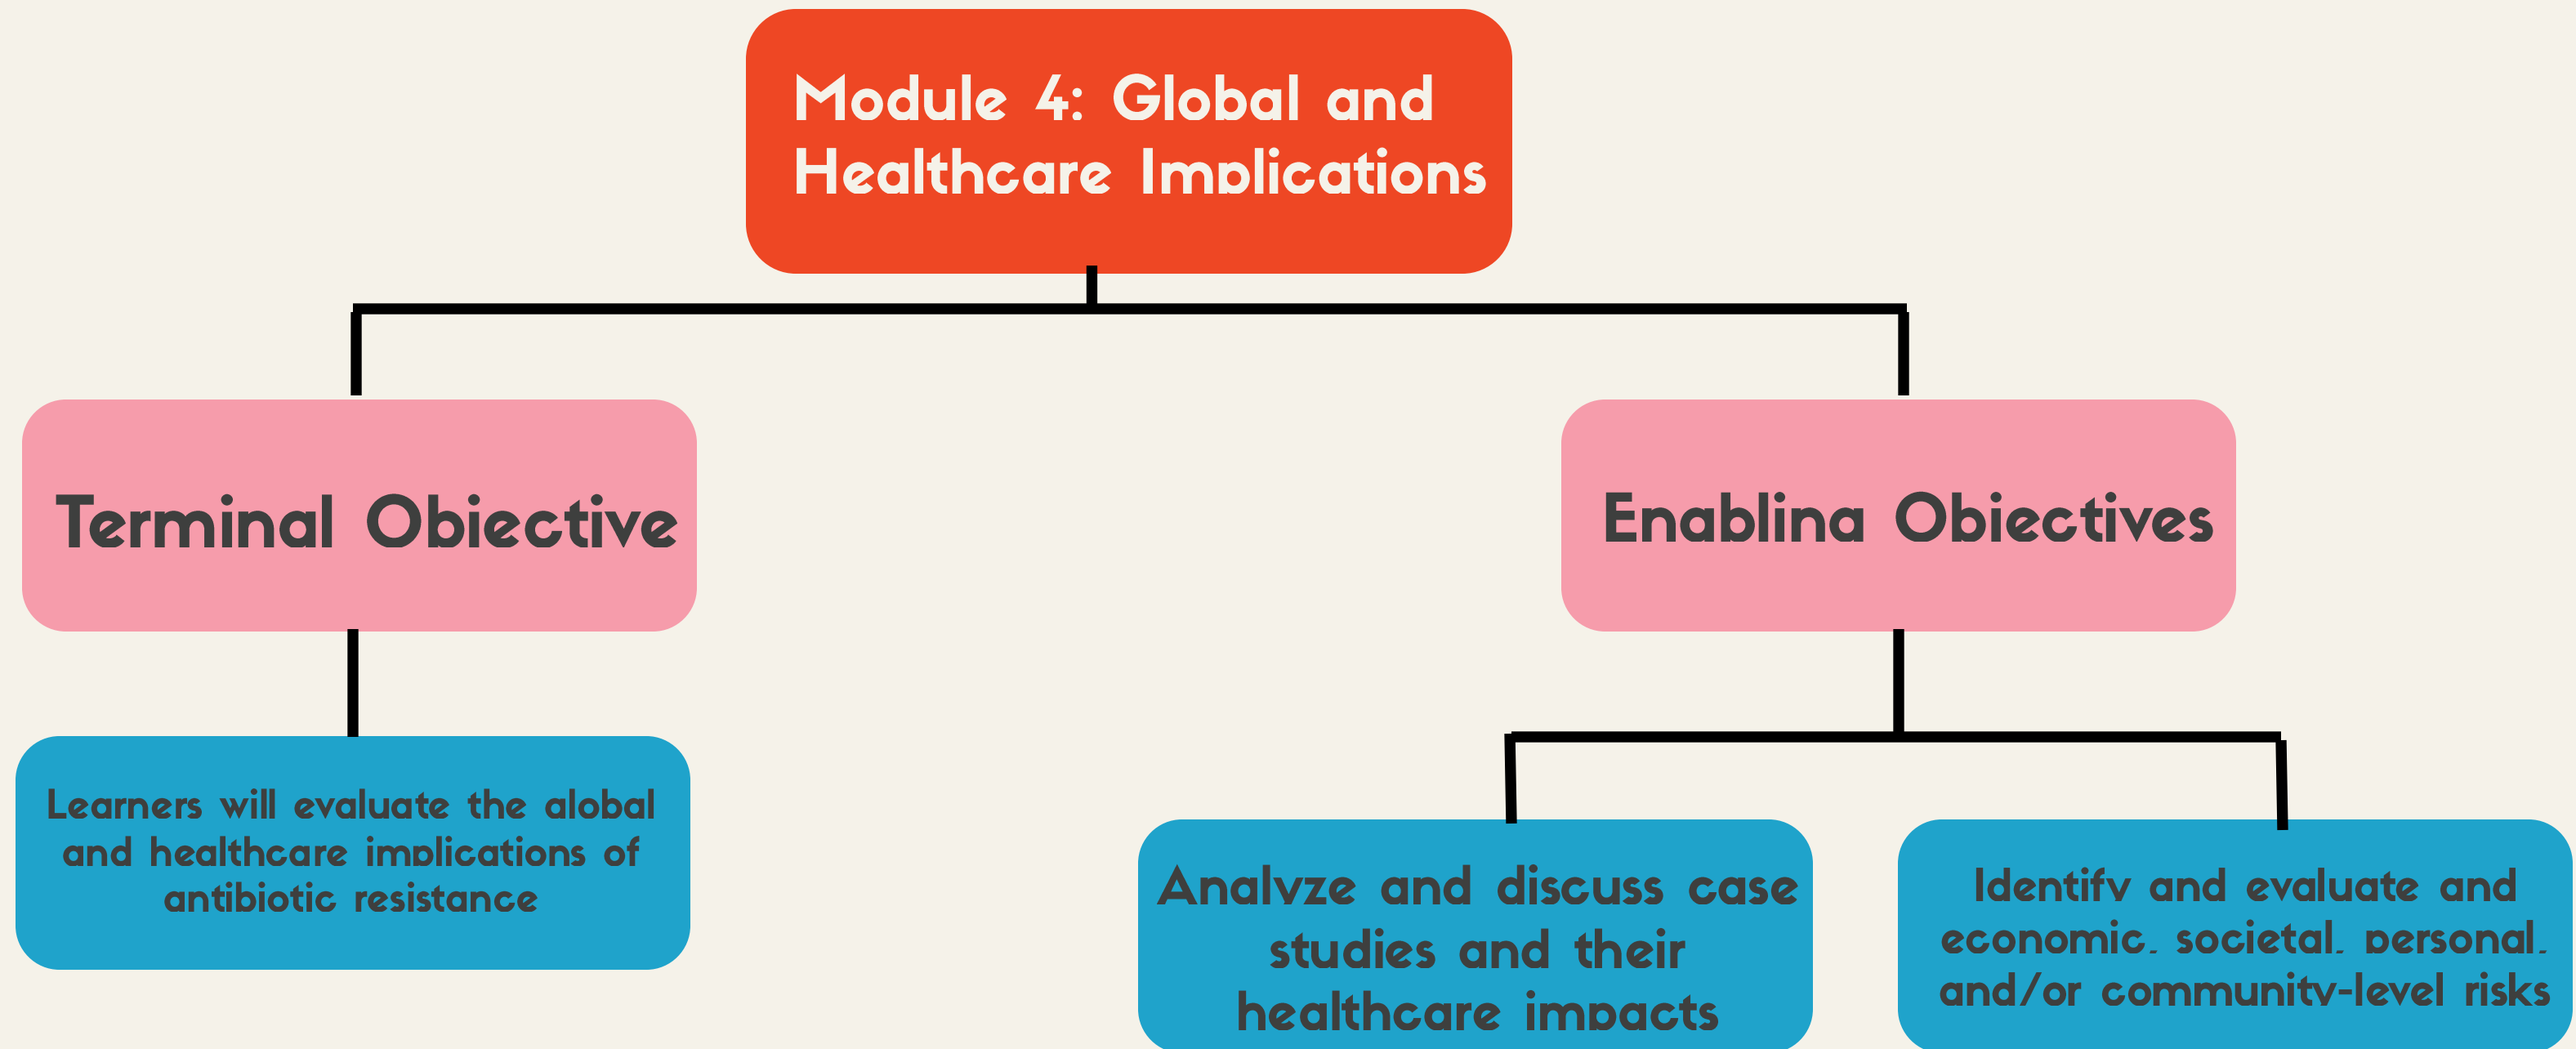 Module 4: Global and
Healthcare Implications
Terminal Objective
Enabling Objectives
Learners will evaluate the global
and healthcare implications of
antibiotic resistance
Analyze and discuss case
studies and their
healthcare impacts
Identify and evaluate and
economic, societal, personal,
and/or community-level risks